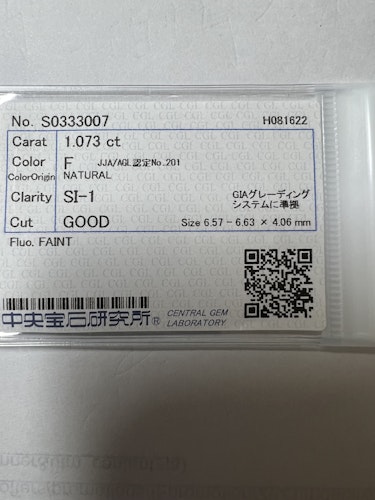 No. S0333007 H081622
Carat 1.073 ct
Color F JJA/AGL認定No.201
ColorOrigin NATURAL
Clarity SI-1 GIAグレーディング
システムに準拠
Cut GOOD Size 6.57 - 6.63 × 4.06 mm
Fluo. FAINT
中央宝石研究所® CENTRAL GEM
LABORATORY